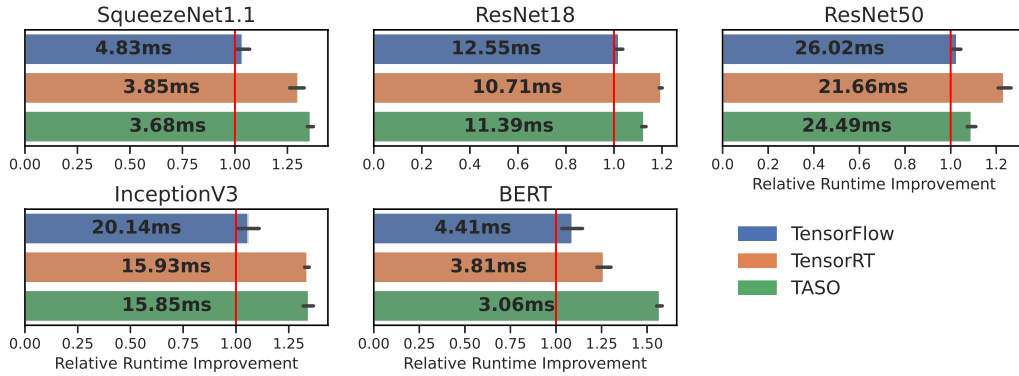 SqueezeNet1.1
4.83ms
3.85ms
3.68ms
0.00 0.25 0.50 0.75 1.00 1.25
ResNet18
12.55ms
10.71ms
11.39ms
0.0 0.2 0.4 0.6 0.8 1.0 1.2
ResNet50
26.02ms
21.66ms
24.49ms
0.0 0.2 0.4 0.6 0.8 1.0 1.2
Relative Runtime Improvement
InceptionV3
20.14ms
15.93ms
15.85ms
0.00 0.25 0.50 0.75 1.00 1.25
Relative Runtime Improvement
BERT
4.41ms
3.81ms
3.06ms
0.00 0.25 0.50 0.75 1.00 1.25 1.50
Relative Runtime Improvement
TensorFlow
TensorRT
TASO